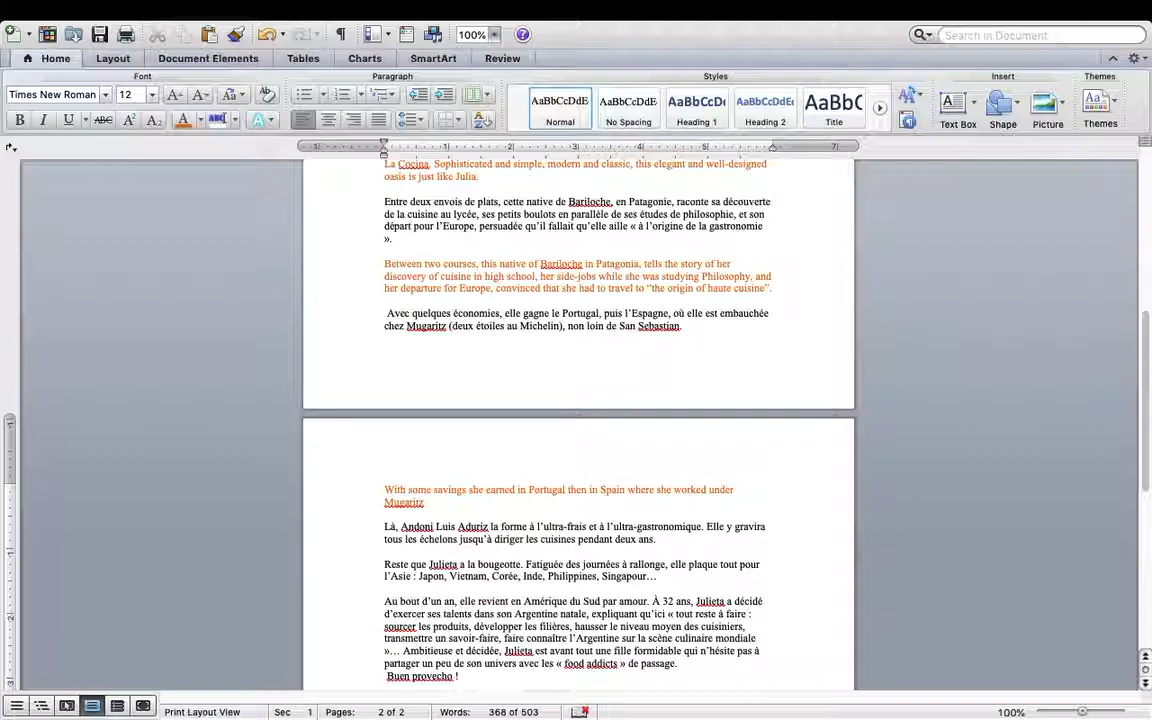 100%
Search in Document
Home Layout Document Elements Tables Charts SmartArt Review
Font Paragraph Styles Insert Themes
Times New Roman 12 A A Aa AaBbCcDdE AaBbCcDdE AaBbCcDc AaBbCcDdEe AaBbC Aa
B I U ABC A² A₂ A ABC A Normal No Spacing Heading 1 Heading 2 Title Text Box Shape Picture Themes
1 1 2 3 4 5 7
La Cocina. Sophisticated and simple, modern and classic, this elegant and well-designed
oasis is just like Julia.
Entre deux envois de plats, cette native de Bariloche, en Patagonie, raconte sa découverte
de la cuisine au lycée, ses petits boulots en parallèle de ses études de philosophie, et son
départ pour l’Europe, persuadée qu’il fallait qu’elle aille « à l’origine de la gastronomie
».
Between two courses, this native of Bariloche in Patagonia, tells the story of her
discovery of cuisine in high school, her side-jobs while she was studying Philosophy, and
her departure for Europe, convinced that she had to travel to “the origin of haute cuisine”.
Avec quelques économies, elle gagne le Portugal, puis l’Espagne, où elle est embauchée
chez Mugaritz (deux étoiles au Michelin), non loin de San Sebastian.
With some savings she earned in Portugal then in Spain where she worked under
Mugaritz
Là, Andoni Luis Aduriz la forme à l’ultra-frais et à l’ultra-gastronomique. Elle y gravira
tous les échelons jusqu’à diriger les cuisines pendant deux ans.
Reste que Julieta a la bougeotte. Fatiguée des journées à rallonge, elle plaque tout pour
l’Asie : Japon, Vietnam, Corée, Inde, Philippines, Singapour…
Au bout d’un an, elle revient en Amérique du Sud par amour. À 32 ans, Julieta a décidé
d’exercer ses talents dans son Argentine natale, expliquant qu’ici « tout reste à faire :
sourcer les produits, développer les filières, hausser le niveau moyen des cuisiniers,
transmettre un savoir-faire, faire connaître l’Argentine sur la scène culinaire mondiale
»… Ambitieuse et décidée, Julieta est avant tout une fille formidable qui n’hésite pas à
partager un peu de son univers avec les « food addicts » de passage.
Buen provecho !
Print Layout View Sec 1 Pages: 2 of 2 Words: 368 of 503 100%